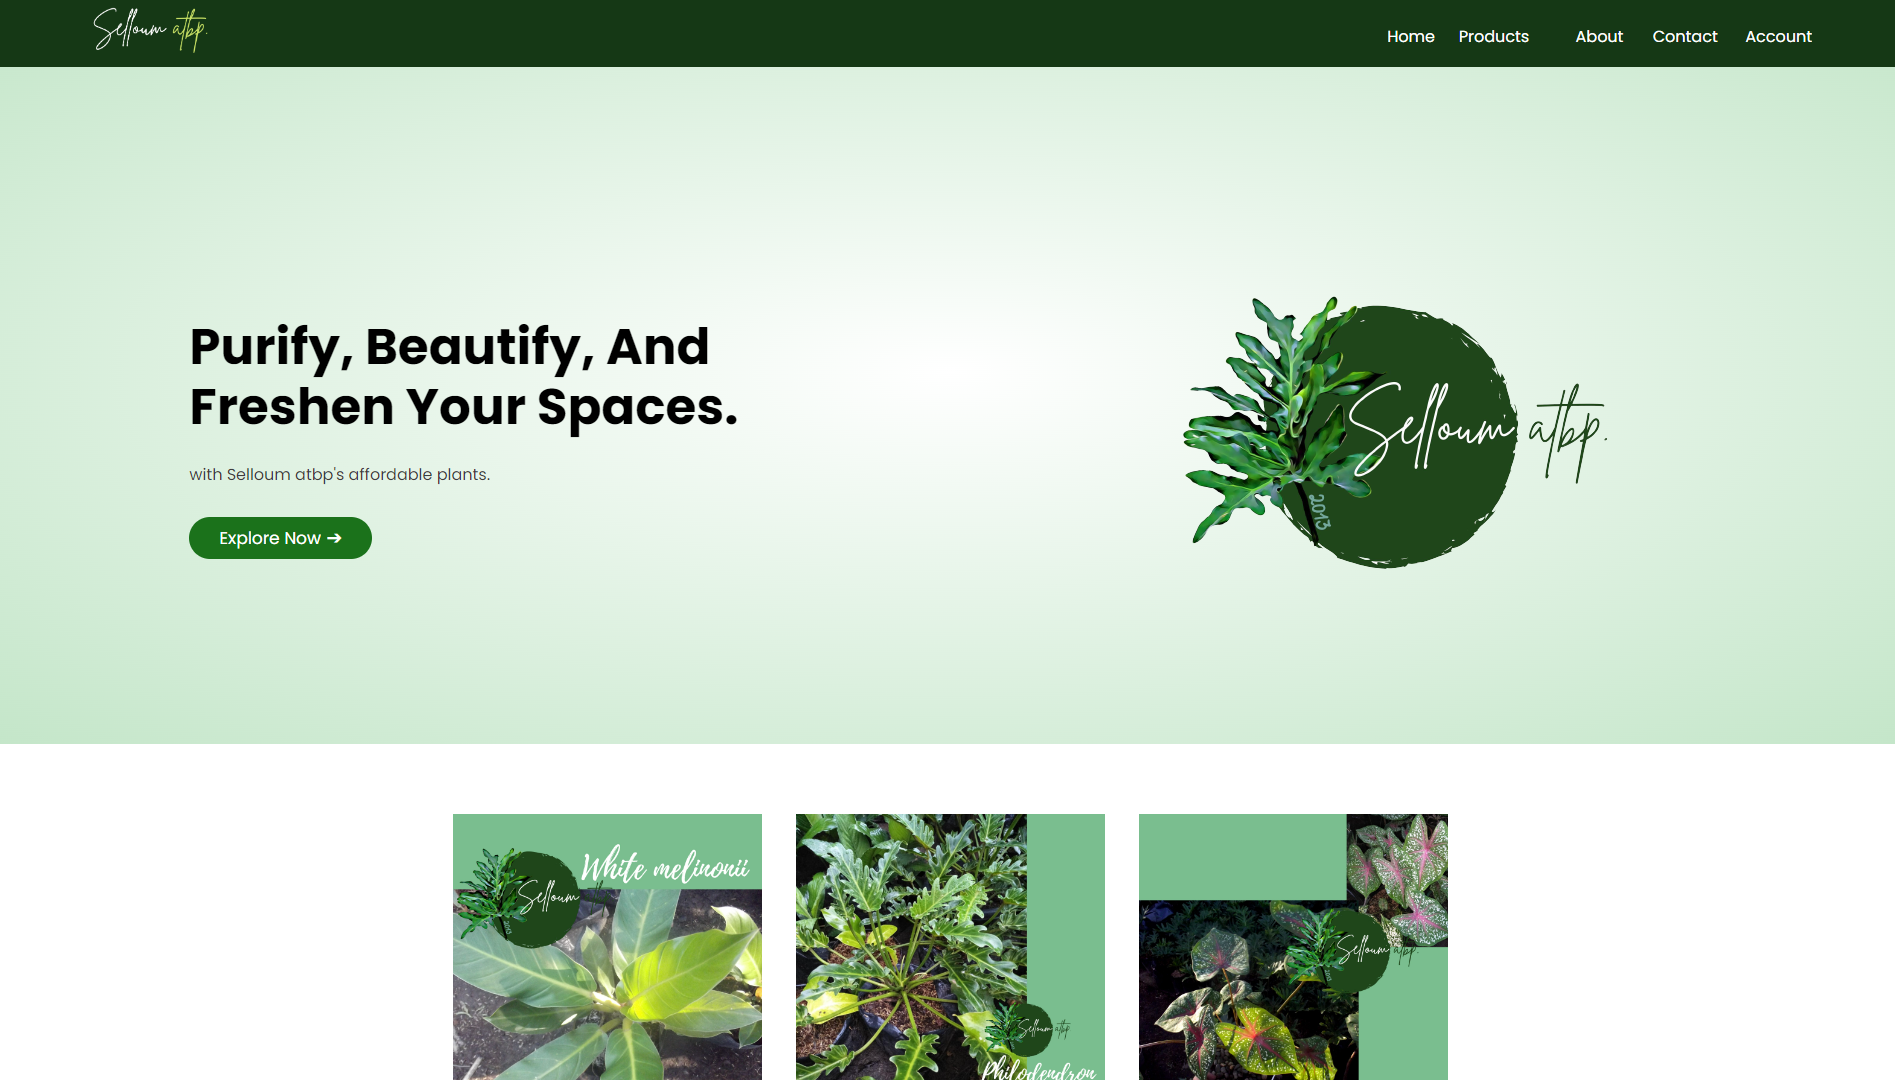 Selloum atbp.
Home Products About Contact Account
Purify, Beautify, And
Freshen Your Spaces.
with Selloum atbp's affordable plants.
Explore Now ➔
Selloum atbp.
2013
White melinonii
Selloum
2013
Selloum atbp.
Philodendron
Selloum atbp.